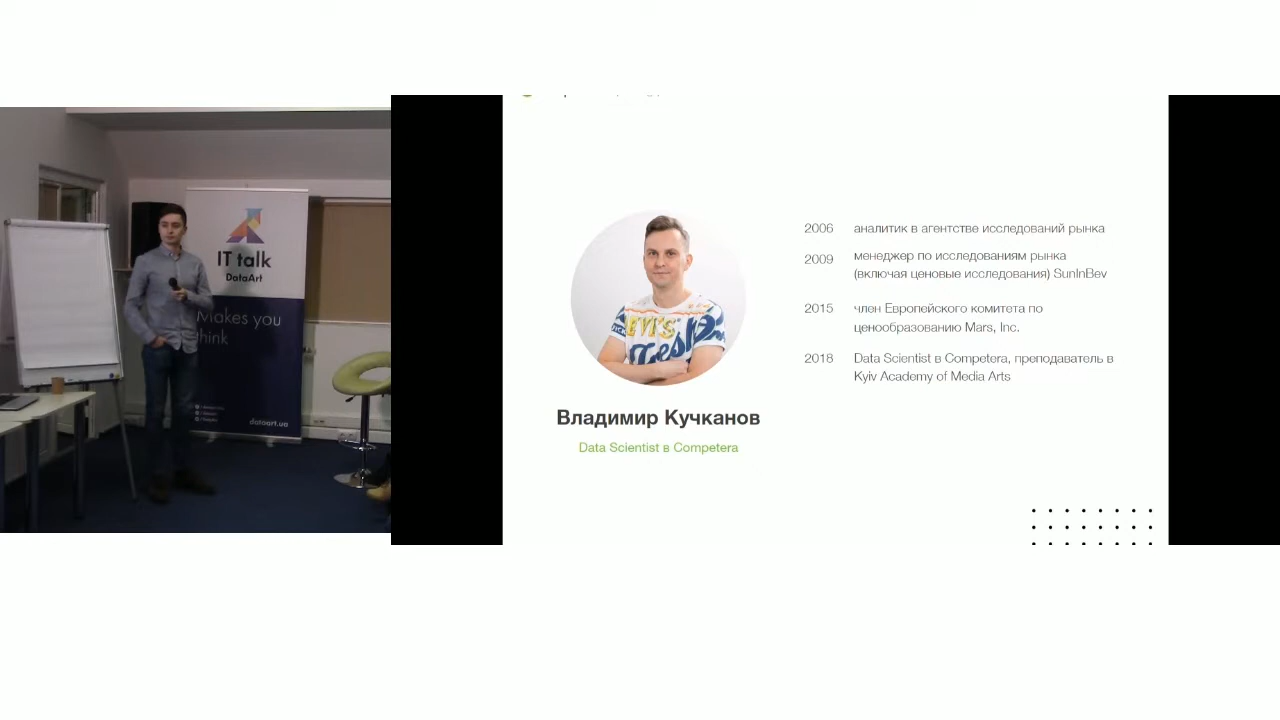 IT talk
DataArt
Makes you
think
dataart.ua
2006 аналитик в агентстве исследований рынка
2009 менеджер по исследованиям рынка
(включая ценовые исследования) SunInBev
2015 член Европейского комитета по
ценообразованию Mars, Inc.
2018 Data Scientist в Competera, преподаватель в
Kyiv Academy of Media Arts
LEVI'S
Владимир Кучканов
Data Scientist в Competera